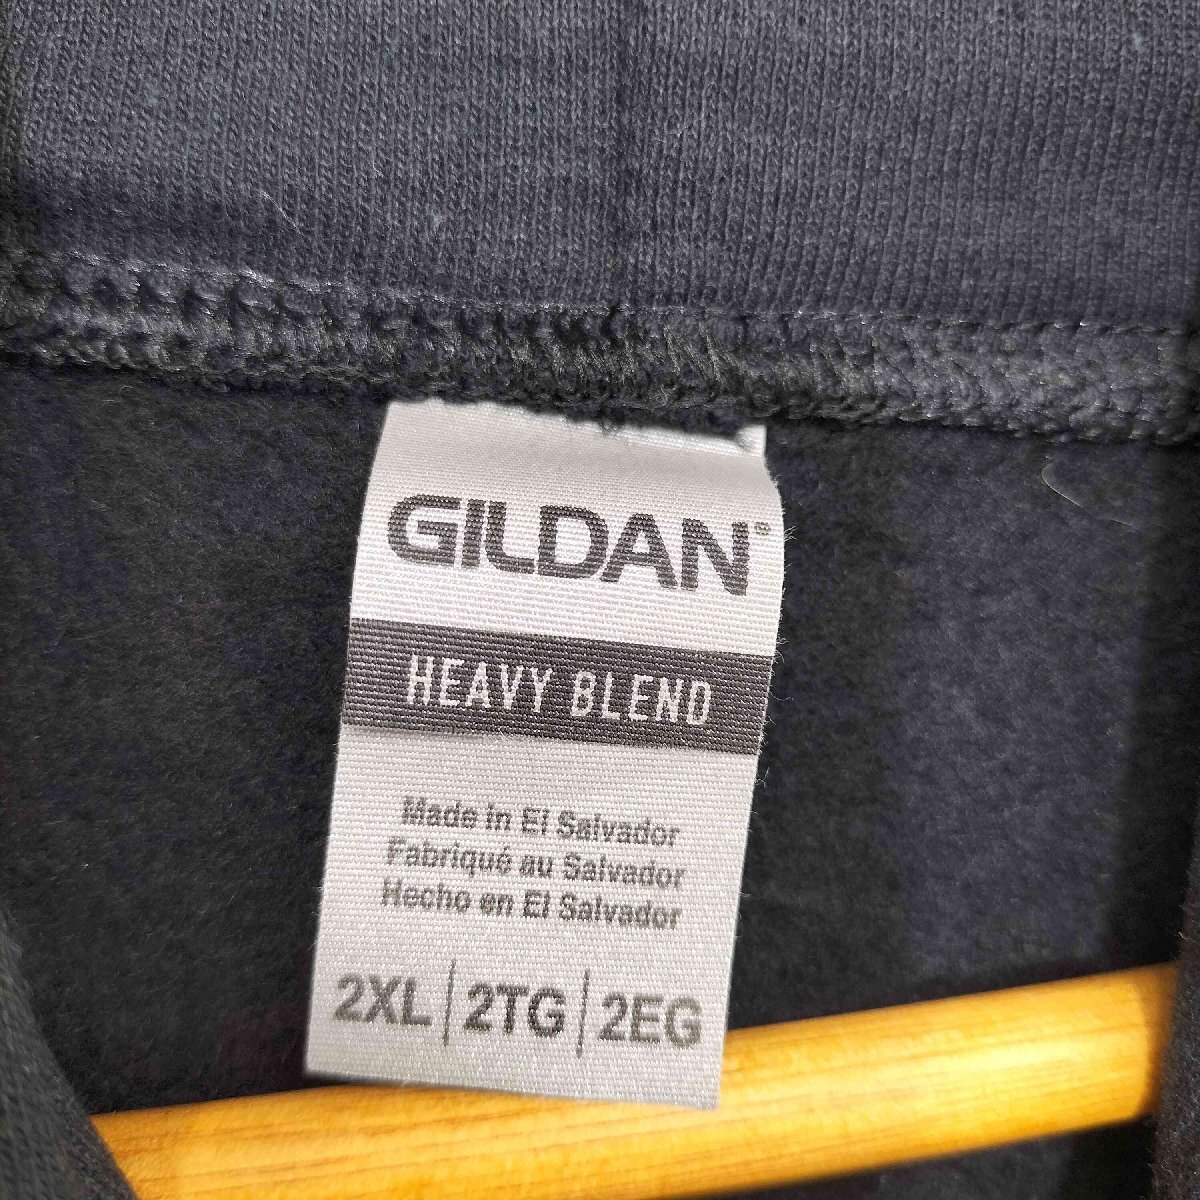 GILDAN®
HEAVY BLEND
Made in El Salvador
Fabriqué au Salvador
Hecho en El Salvador
2XL | 2TG | 2EG